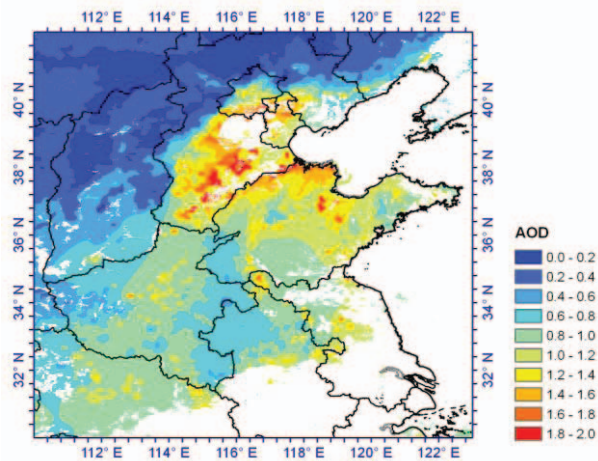 112° E 114° E 116° E 118° E 120° E 122° E
40° N 40° N
38° N 38° N
36° N 36° N
34° N 34° N
32° N 32° N
112° E 114° E 116° E 118° E 120° E 122° E
AOD
0.0 - 0.2
0.2 - 0.4
0.4 - 0.6
0.6 - 0.8
0.8 - 1.0
1.0 - 1.2
1.2 - 1.4
1.4 - 1.6
1.6 - 1.8
1.8 - 2.0